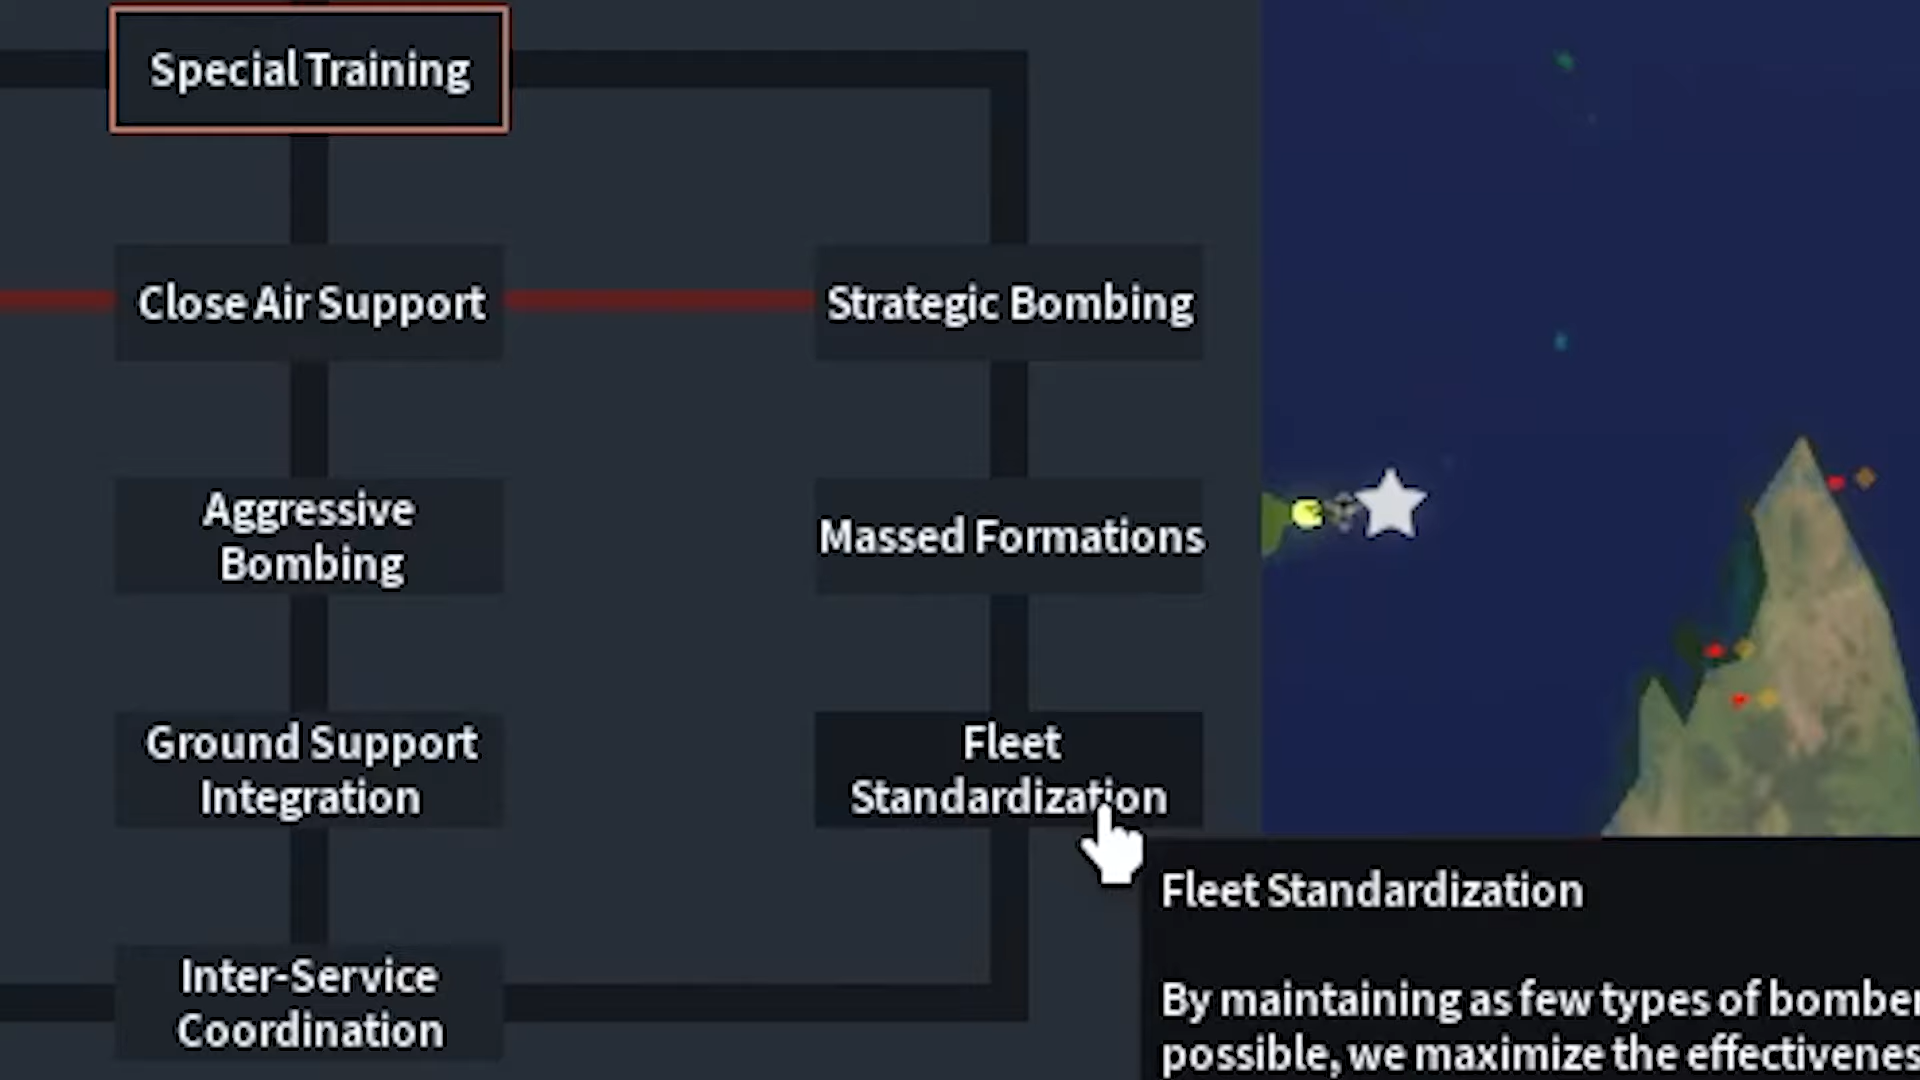 Special Training
Close Air Support
Strategic Bombing
Aggressive
Bombing
Massed Formations
Ground Support
Integration
Fleet
Standardization
Inter-Service
Coordination
Fleet Standardization
By maintaining as few types of bomber
possible, we maximize the effectivenes